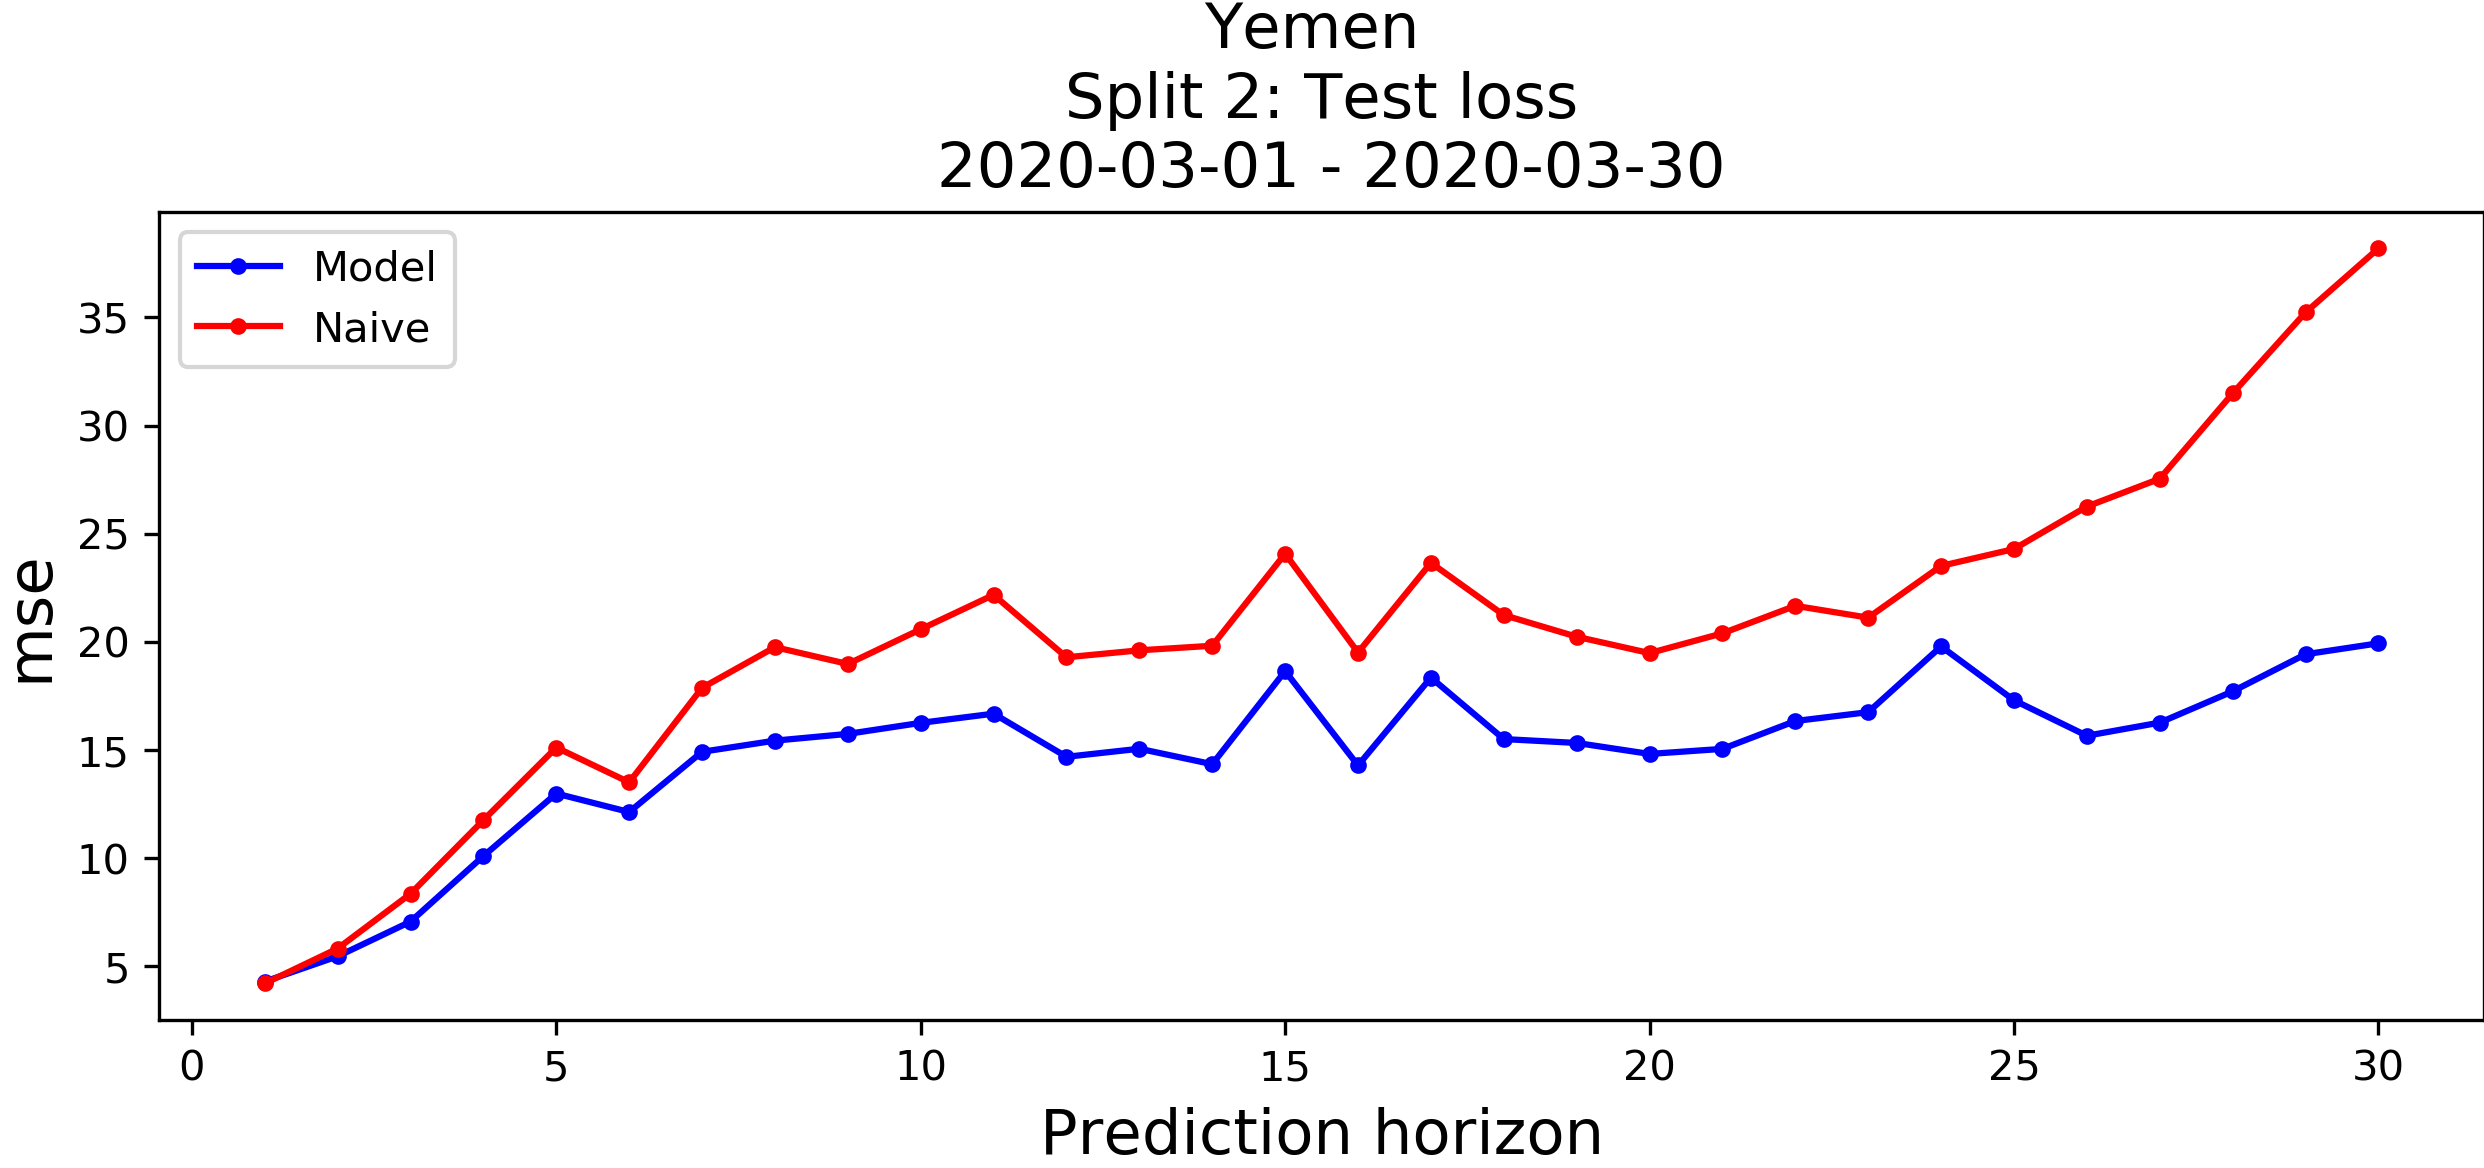 Yemen
Split 2: Test loss
2020-03-01 - 2020-03-30
Model
Naive
mse
35
30
25
20
15
10
5
0 5 10 15 20 25 30
Prediction horizon